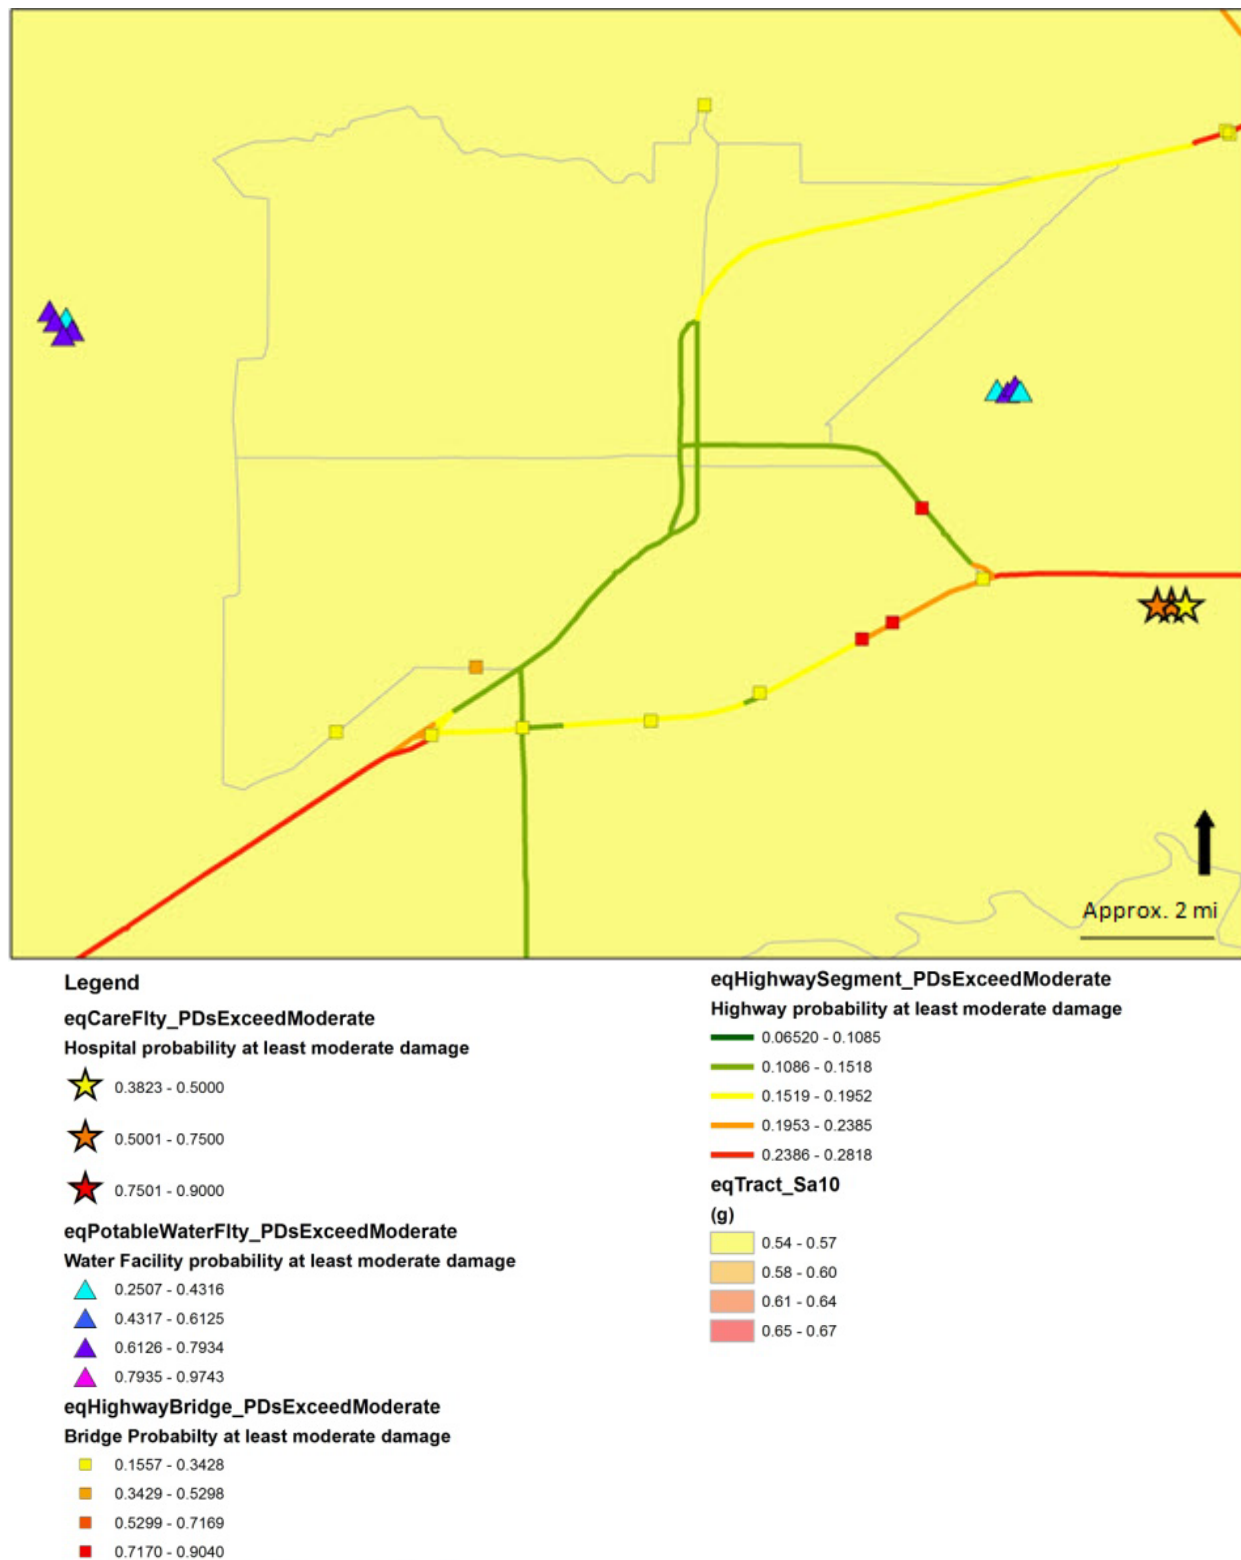 Approx. 2 mi
Legend
eqCareFlty_PDsExceedModerate
Hospital probability at least moderate damage
0.3823 - 0.5000
0.5001 - 0.7500
0.7501 - 0.9000
eqPotableWaterFlty_PDsExceedModerate
Water Facility probability at least moderate damage
0.2507 - 0.4316
0.4317 - 0.6125
0.6126 - 0.7934
0.7935 - 0.9743
eqHighwayBridge_PDsExceedModerate
Bridge Probabilty at least moderate damage
0.1557 - 0.3428
0.3429 - 0.5298
0.5299 - 0.7169
0.7170 - 0.9040
eqHighwaySegment_PDsExceedModerate
Highway probability at least moderate damage
0.06520 - 0.1085
0.1086 - 0.1518
0.1519 - 0.1952
0.1953 - 0.2385
0.2386 - 0.2818
eqTract_Sa10
(g)
0.54 - 0.57
0.58 - 0.60
0.61 - 0.64
0.65 - 0.67